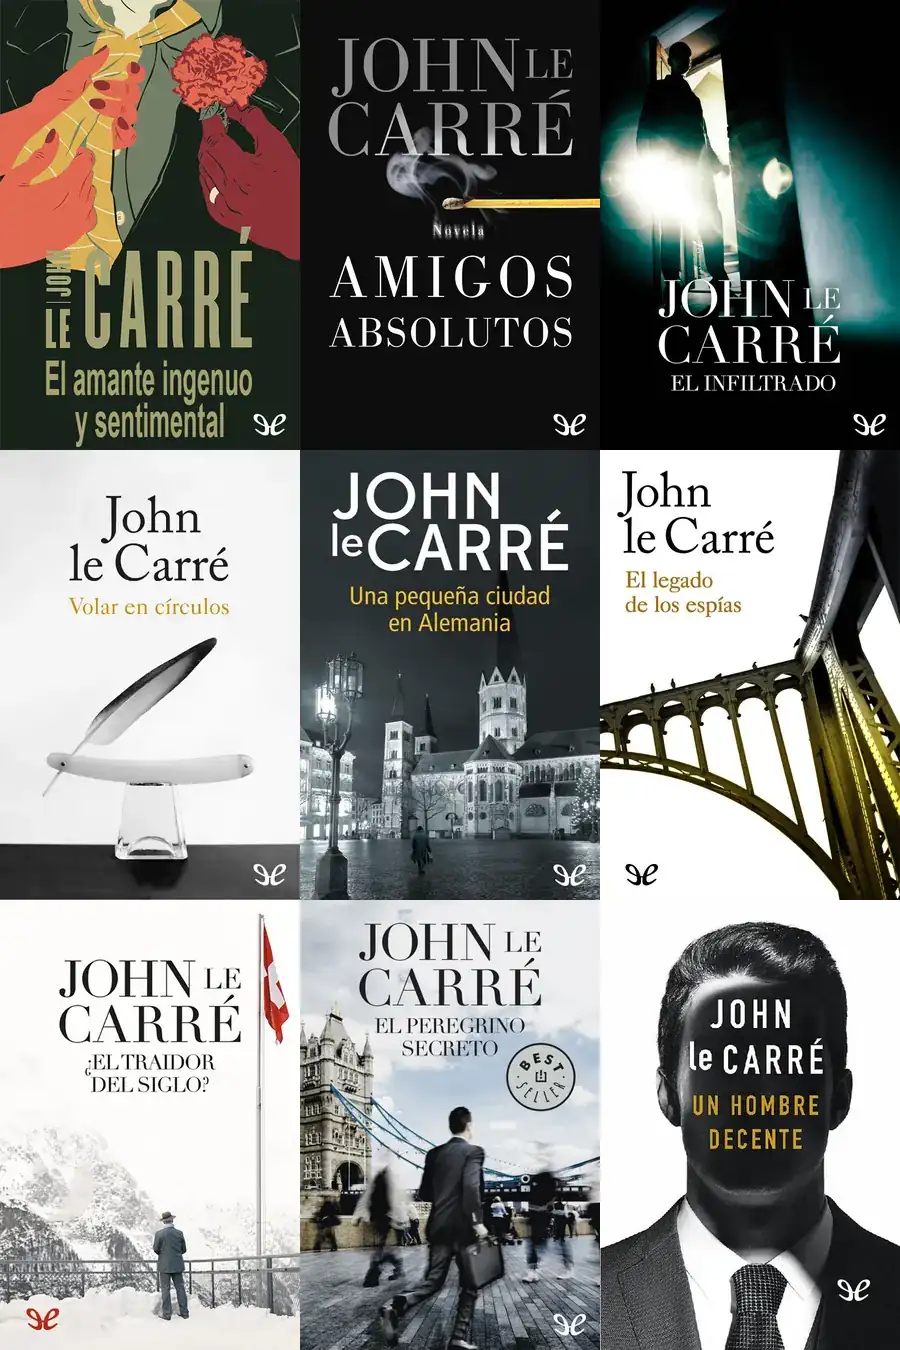 JOHN
LE CARRÉ
El amante ingenuo
y sentimental
JOHN LE
CARRÉ
Novela
AMIGOS
ABSOLUTOS
JOHN LE
CARRÉ
EL INFILTRADO
John
le Carré
Volar en círculos
JOHN
le CARRÉ
Una pequeña ciudad
en Alemania
John
le Carré
El legado
de los espías
JOHN LE
CARRÉ
¿EL TRAIDOR
DEL SIGLO?
JOHN LE
CARRÉ
EL PEREGRINO
SECRETO
BEST
SELLER
JOHN
le CARRÉ
UN HOMBRE
DECENTE